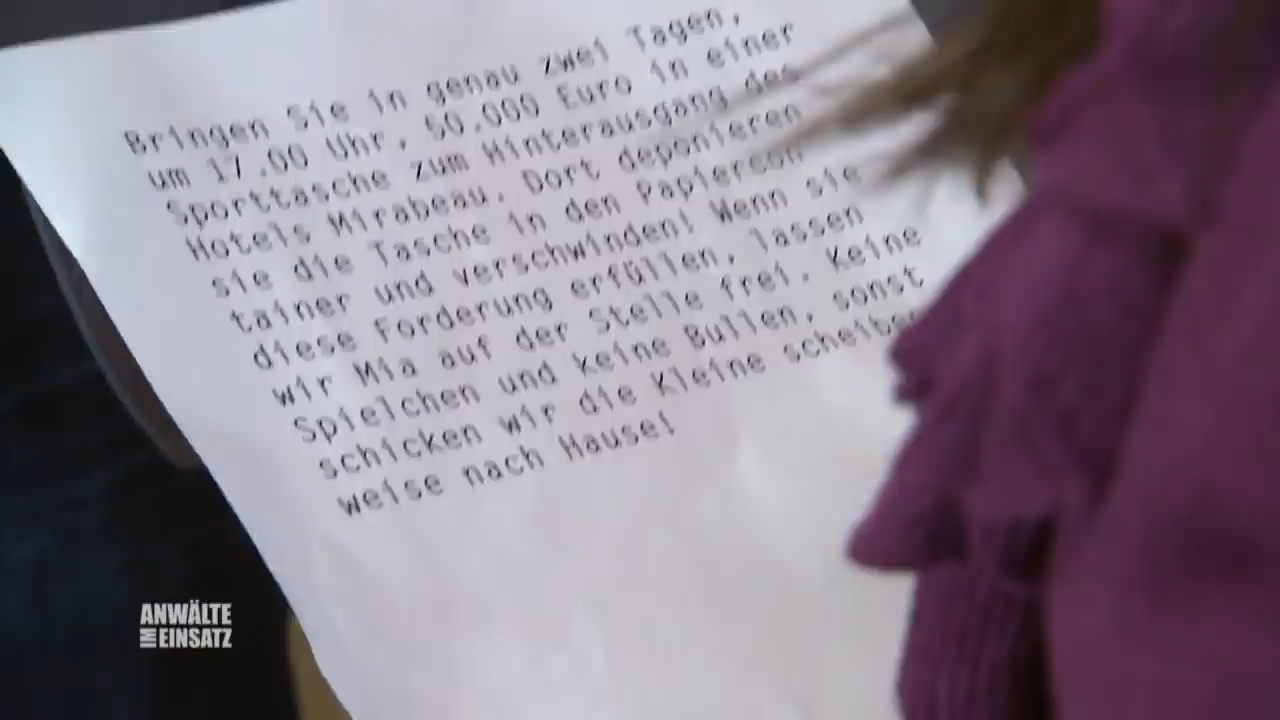 Bringen Sie in genau zwei Tagen,
um 17.00 Uhr, 50.000 Euro in einer
Sporttasche zum Hinterausgang des
Hotels Mirabeau. Dort deponieren
sie die Tasche in den Papiercon
tainer und verschwinden! Wenn sie
diese Forderung erfüllen, lassen
wir Mia auf der Stelle frei. Keine
Spielchen und keine Bullen, sonst
schicken wir die Kleine scheiben
weise nach Hause!
ANWÄLTE
IM EINSATZ